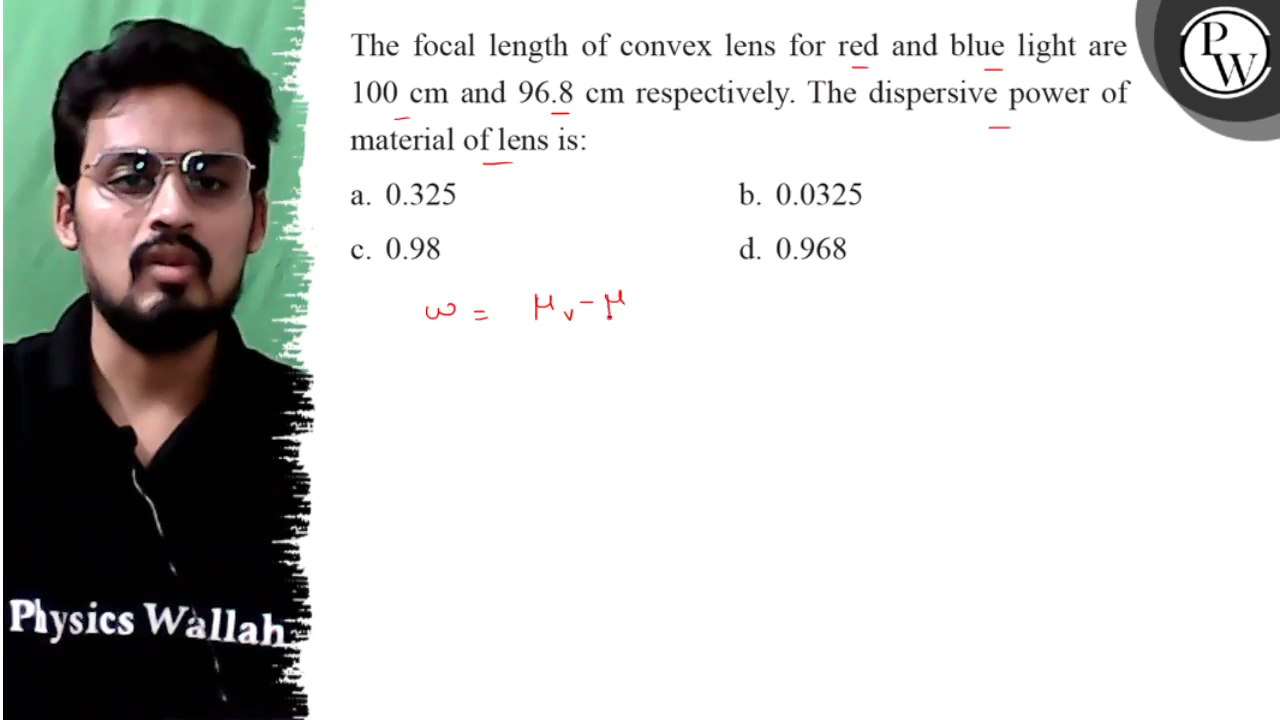 The focal length of convex lens for red and blue light are
100 cm and 96.8 cm respectively. The dispersive power of
material of lens is:
a. 0.325
b. 0.0325
c. 0.98
d. 0.968
ω = μᵥ - μ
PW
Physics Wallah